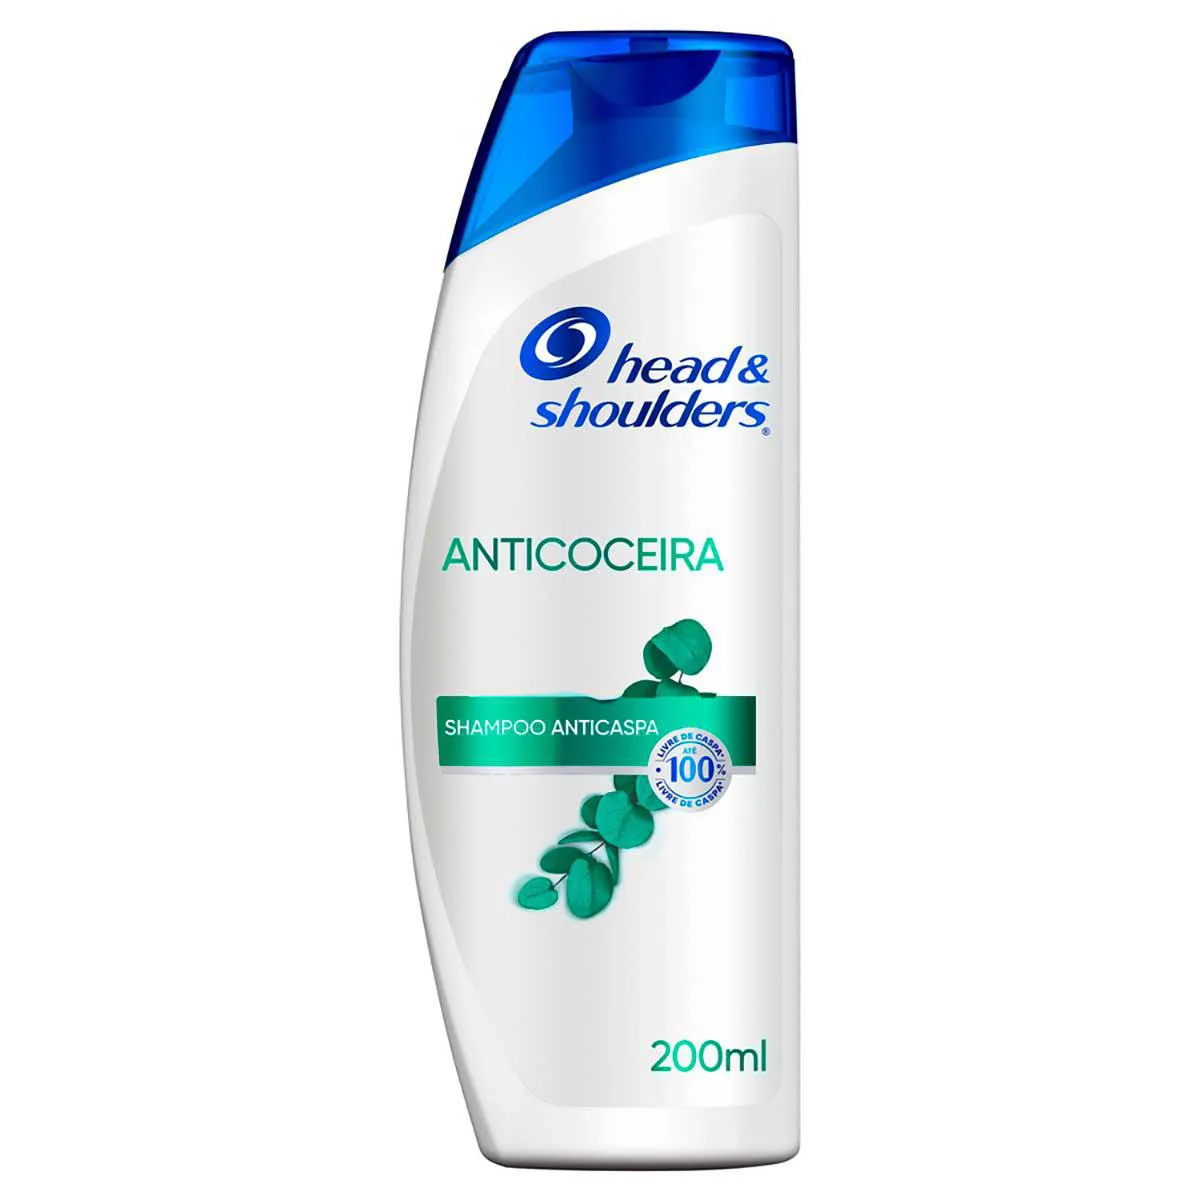 head &
shoulders®
ANTICOCEIRA
SHAMPOO ANTICASPA
LIVRE DE CASPA*
ATÉ
100%
LIVRE DE CASPA*
200ml